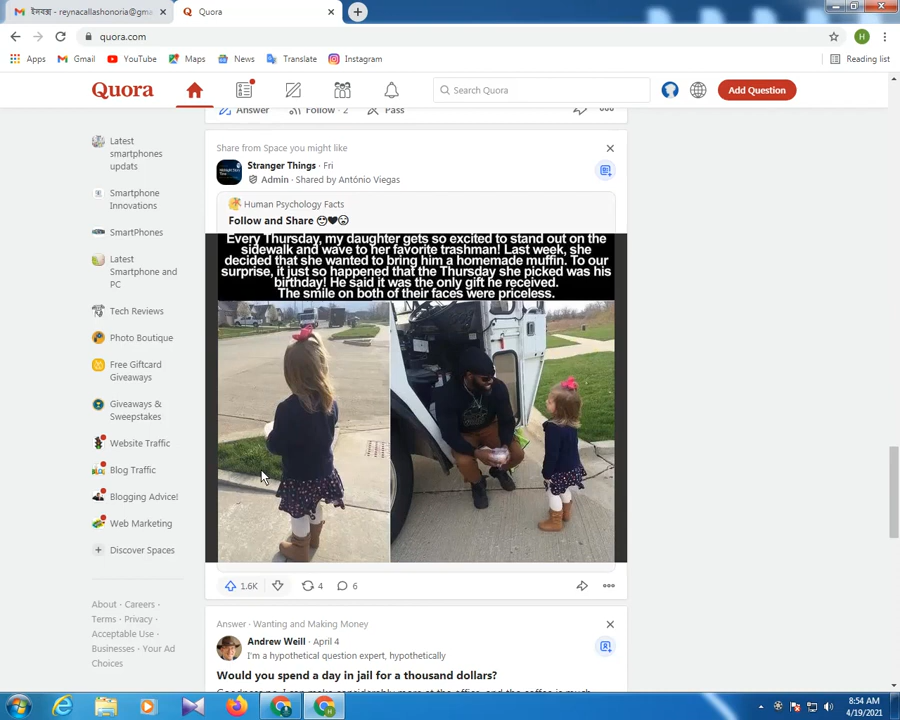 ইনবক্স - reynacallashonoria@gma
Quora
quora.com
Apps
Gmail
YouTube
Maps
News
Translate
Instagram
Reading list
Quora
Search Quora
Add Question
Answer
Follow · 2
Pass
Latest
smartphones
updats
Smartphone
Innovations
SmartPhones
Latest
Smartphone and
PC
Tech Reviews
Photo Boutique
Free Giftcard
Giveaways
Giveaways &
Sweepstakes
Website Traffic
Blog Traffic
Blogging Advice!
Web Marketing
Discover Spaces
About · Careers ·
Terms · Privacy ·
Acceptable Use ·
Businesses · Your Ad
Choices
Share from Space you might like
Stranger Things · Fri
Admin · Shared by António Viegas
Human Psychology Facts
Follow and Share
Every Thursday, my daughter gets so excited to stand out on the
sidewalk and wave to her favorite trashman! Last week, she
decided that she wanted to bring him a homemade muffin. To our
surprise, it just so happened that the Thursday she picked was his
birthday! He said it was the only gift he received.
The smile on both of their faces were priceless.
1.6K
4
6
Answer · Wanting and Making Money
Andrew Weill · April 4
I'm a hypothetical question expert, hypothetically
Would you spend a day in jail for a thousand dollars?
8:54 AM
4/19/2021